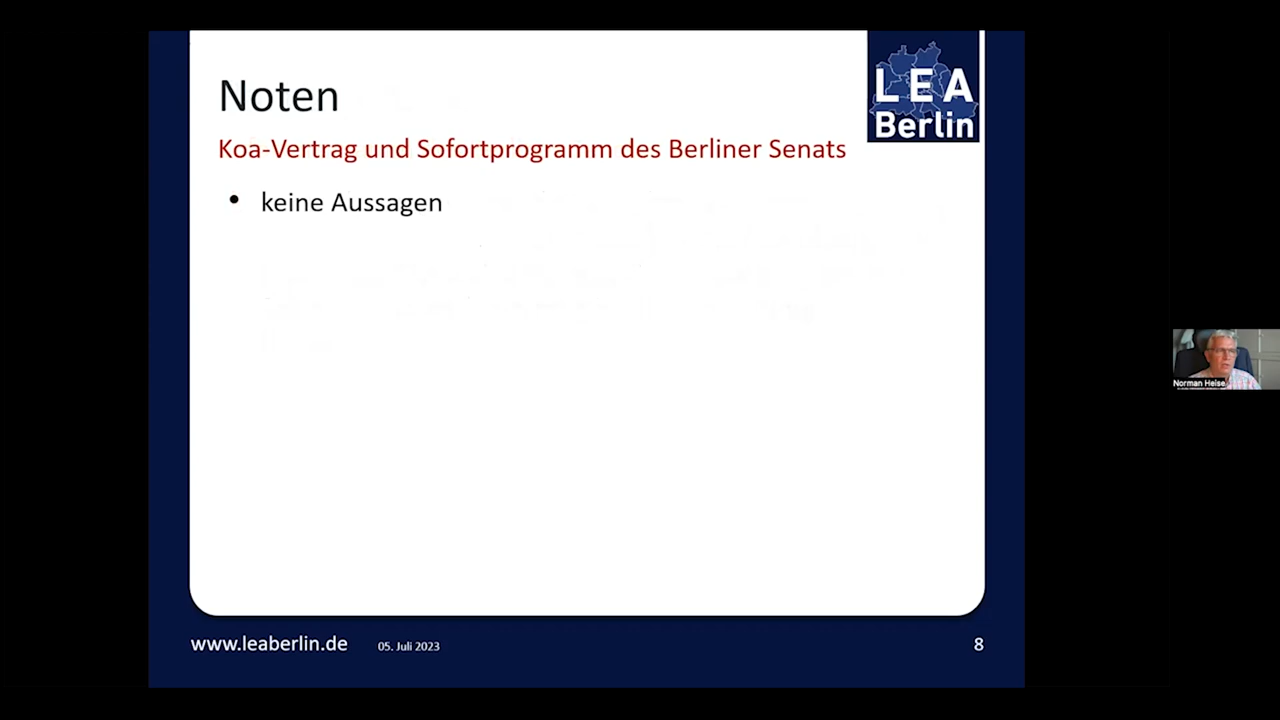 Noten
LEA
Berlin
Koa-Vertrag und Sofortprogramm des Berliner Senats
• keine Aussagen
Norman Heise
www.leaberlin.de
05. Juli 2023
8